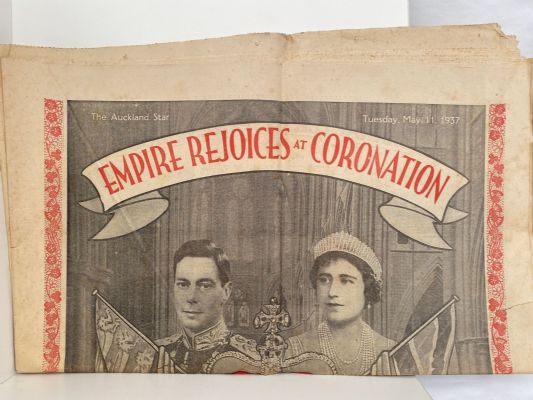 The Auckland Star
Tuesday, May 11, 1937
EMPIRE REJOICES AT CORONATION